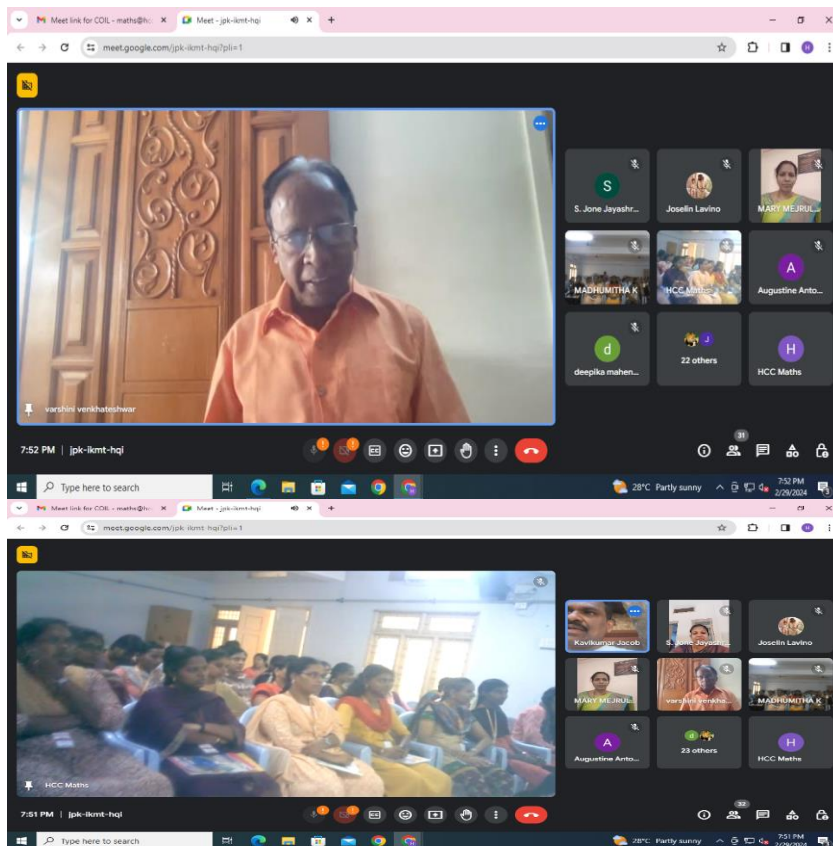 Meet link for COIL - maths@hc
Meet - jpk-ikmt-hqi
meet.google.com/jpk-ikmt-hqi?pli=1
H
S
S. Jone Jayashr...
Joselin Lavino
MARY MEJRUL...
MADHUMITHA K
HCC Maths
A
Augustine Anto...
d
deepika mahen...
J
22 others
H
HCC Maths
varshini venkhateshwar
7:52 PM | jpk-ikmt-hqi
CC
31
Type here to search
28°C Partly sunny
7:52 PM
2/29/2024
Meet link for COIL - maths@hc
Meet - jpk-ikmt-hqi
meet.google.com/jpk-ikmt-hqi?pli=1
H
Kavikumar Jacob
S. Jone Jayashr...
Joselin Lavino
MARY MEJRUL...
varshini venkha...
MADHUMITHA K
A
Augustine Anto...
d
23 others
H
HCC Maths
HCC Maths
7:51 PM | jpk-ikmt-hqi
CC
32
Type here to search
28°C Partly sunny
7:51 PM
2/29/2024